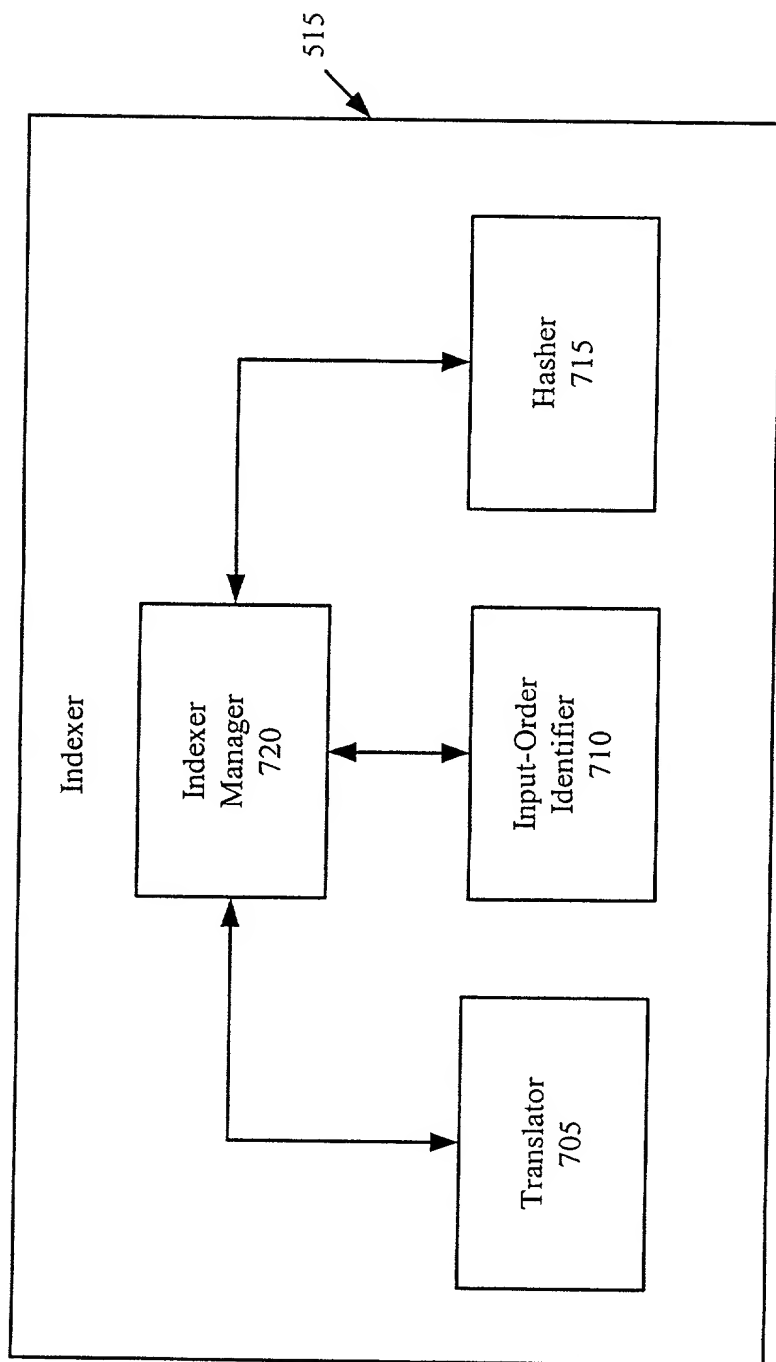 515
Indexer
Indexer
Manager
720
Translator
705
Input-Order
Identifier
710
Hasher
715